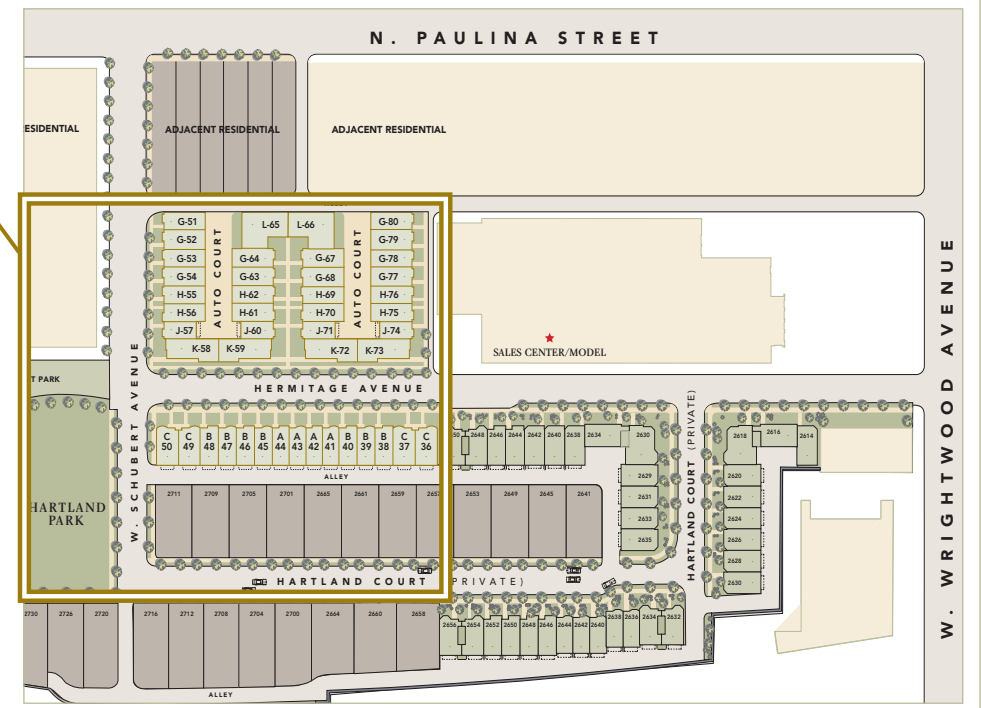 N. PAULINA STREET
ESIDENTIAL
ADJACENT RESIDENTIAL
ADJACENT RESIDENTIAL
G-51
L-65
L-66
G-80
G-52
G-79
G-53
G-64
G-67
G-78
G-54
G-63
G-68
G-77
H-55
H-62
H-69
H-76
H-56
H-61
H-70
H-75
J-57
J-60
J-71
J-74
K-58
K-59
K-72
K-73
AUTO COURT
AUTO COURT
SALES CENTER/MODEL
W. WRIGHTWOOD AVENUE
T PARK
HERMITAGE AVENUE
W. SCHUBERT AVENUE
C 50
C 49
B 48
B 47
B 46
B 45
A 44
A 43
A 42
A 41
B 40
B 39
B 38
C 37
C 36
50
2648
2646
2644
2642
2640
2638
2634
2630
2618
2616
2614
ALLEY
2629
2631
2633
2635
2620
2622
2624
2626
2628
2630
HARTLAND COURT (PRIVATE)
HARTLAND
PARK
2711
2709
2705
2701
2665
2661
2659
2657
2653
2649
2645
2641
HARTLAND COURT
PRIVATE)
2730
2726
2720
2716
2712
2708
2704
2700
2664
2660
2658
2656
2654
2652
2650
2648
2646
2644
2642
2640
2638
2636
2634
2632
ALLEY